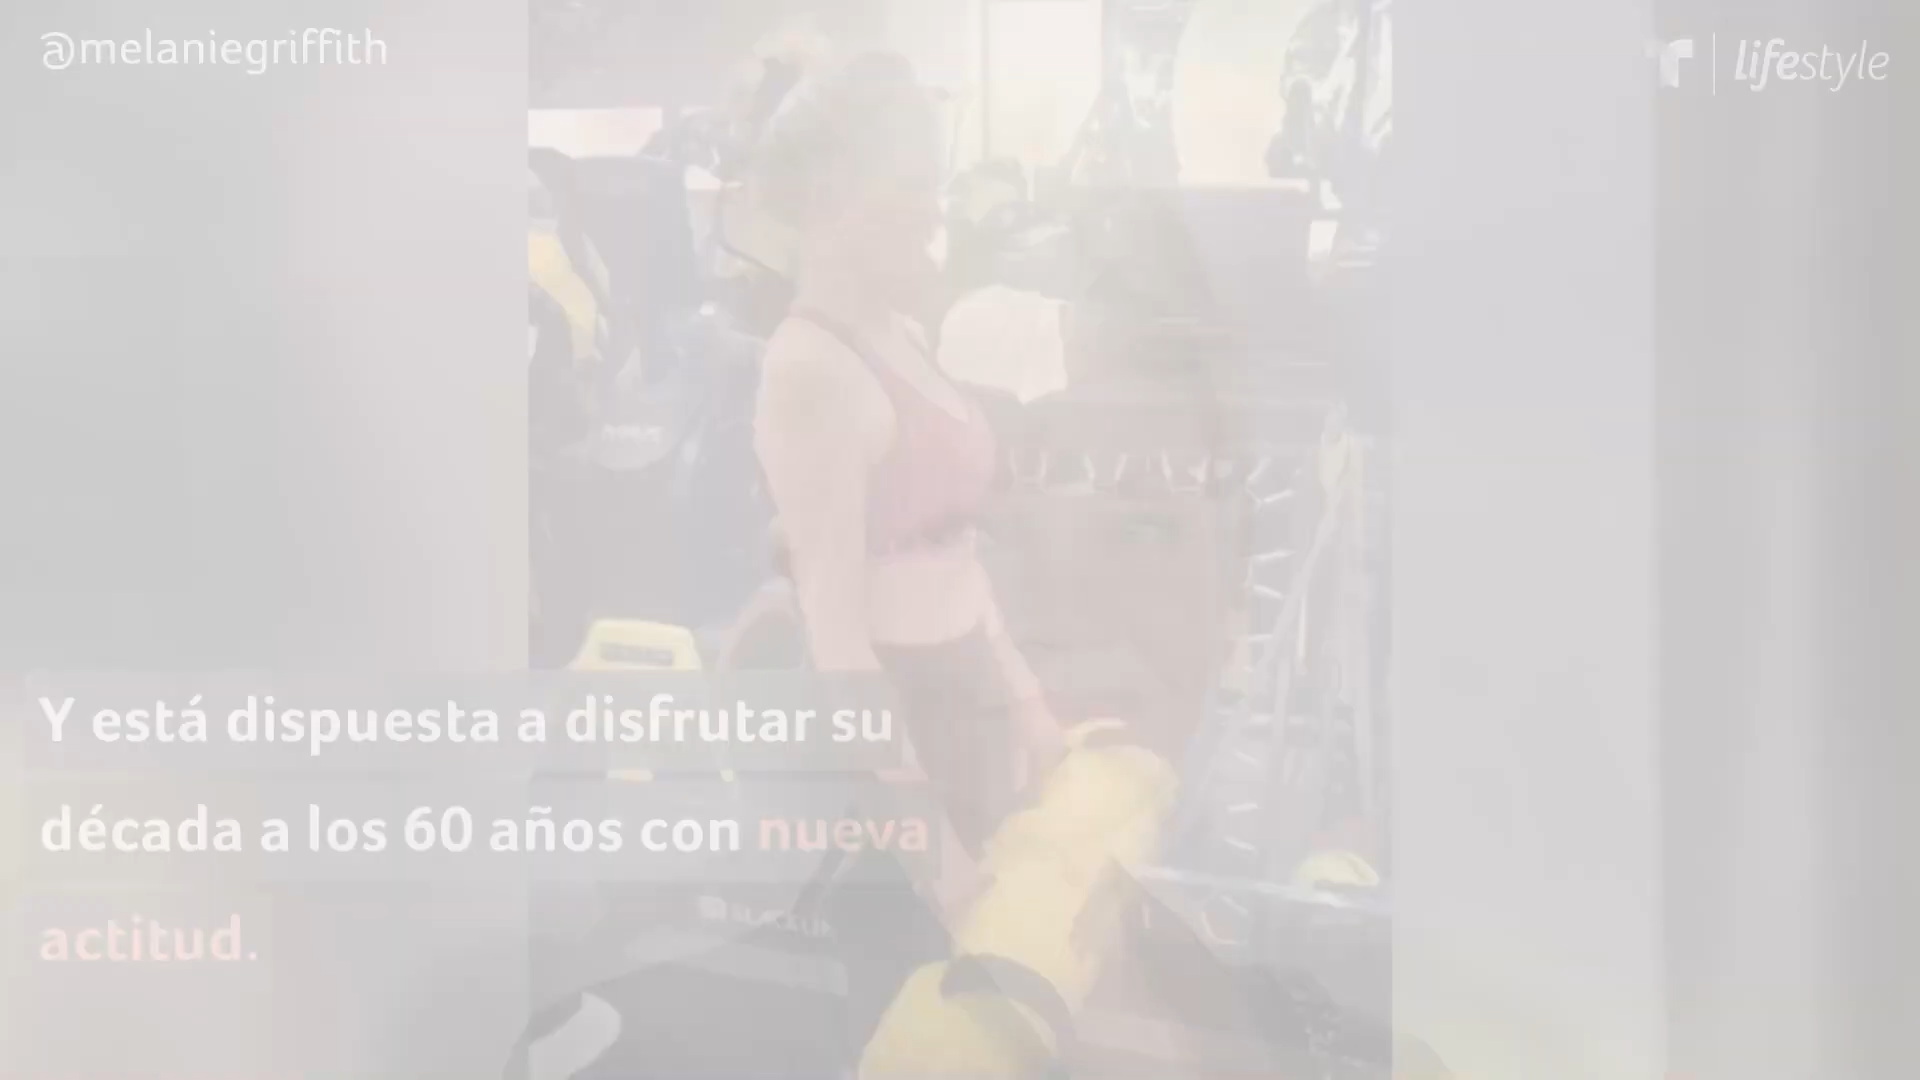 @melaniegriffith
lifestyle
Y está dispuesta a disfrutar su
década a los 60 años con nueva
actitud.